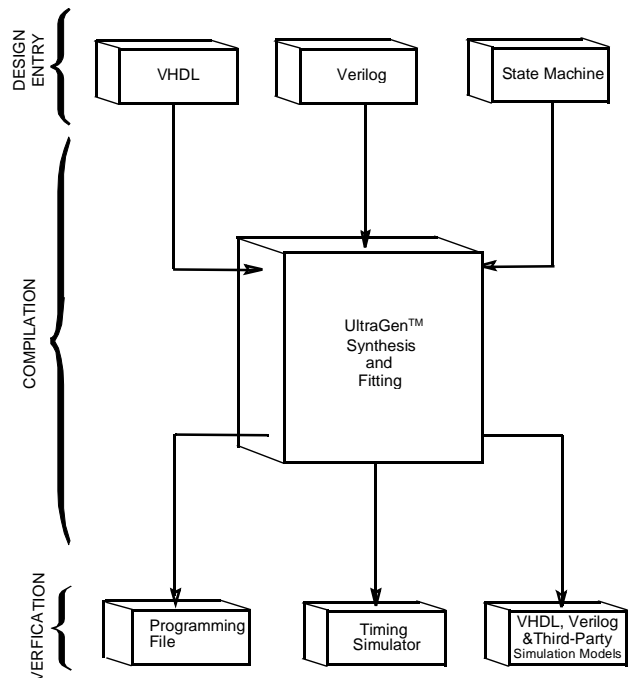 DESIGN
ENTRY
VHDL
Verilog
State Machine
COMPILATION
UltraGen™
Synthesis
and
Fitting
VERFICATION
Programming
File
Timing
Simulator
VHDL, Verilog
&Third-Party
Simulation Models